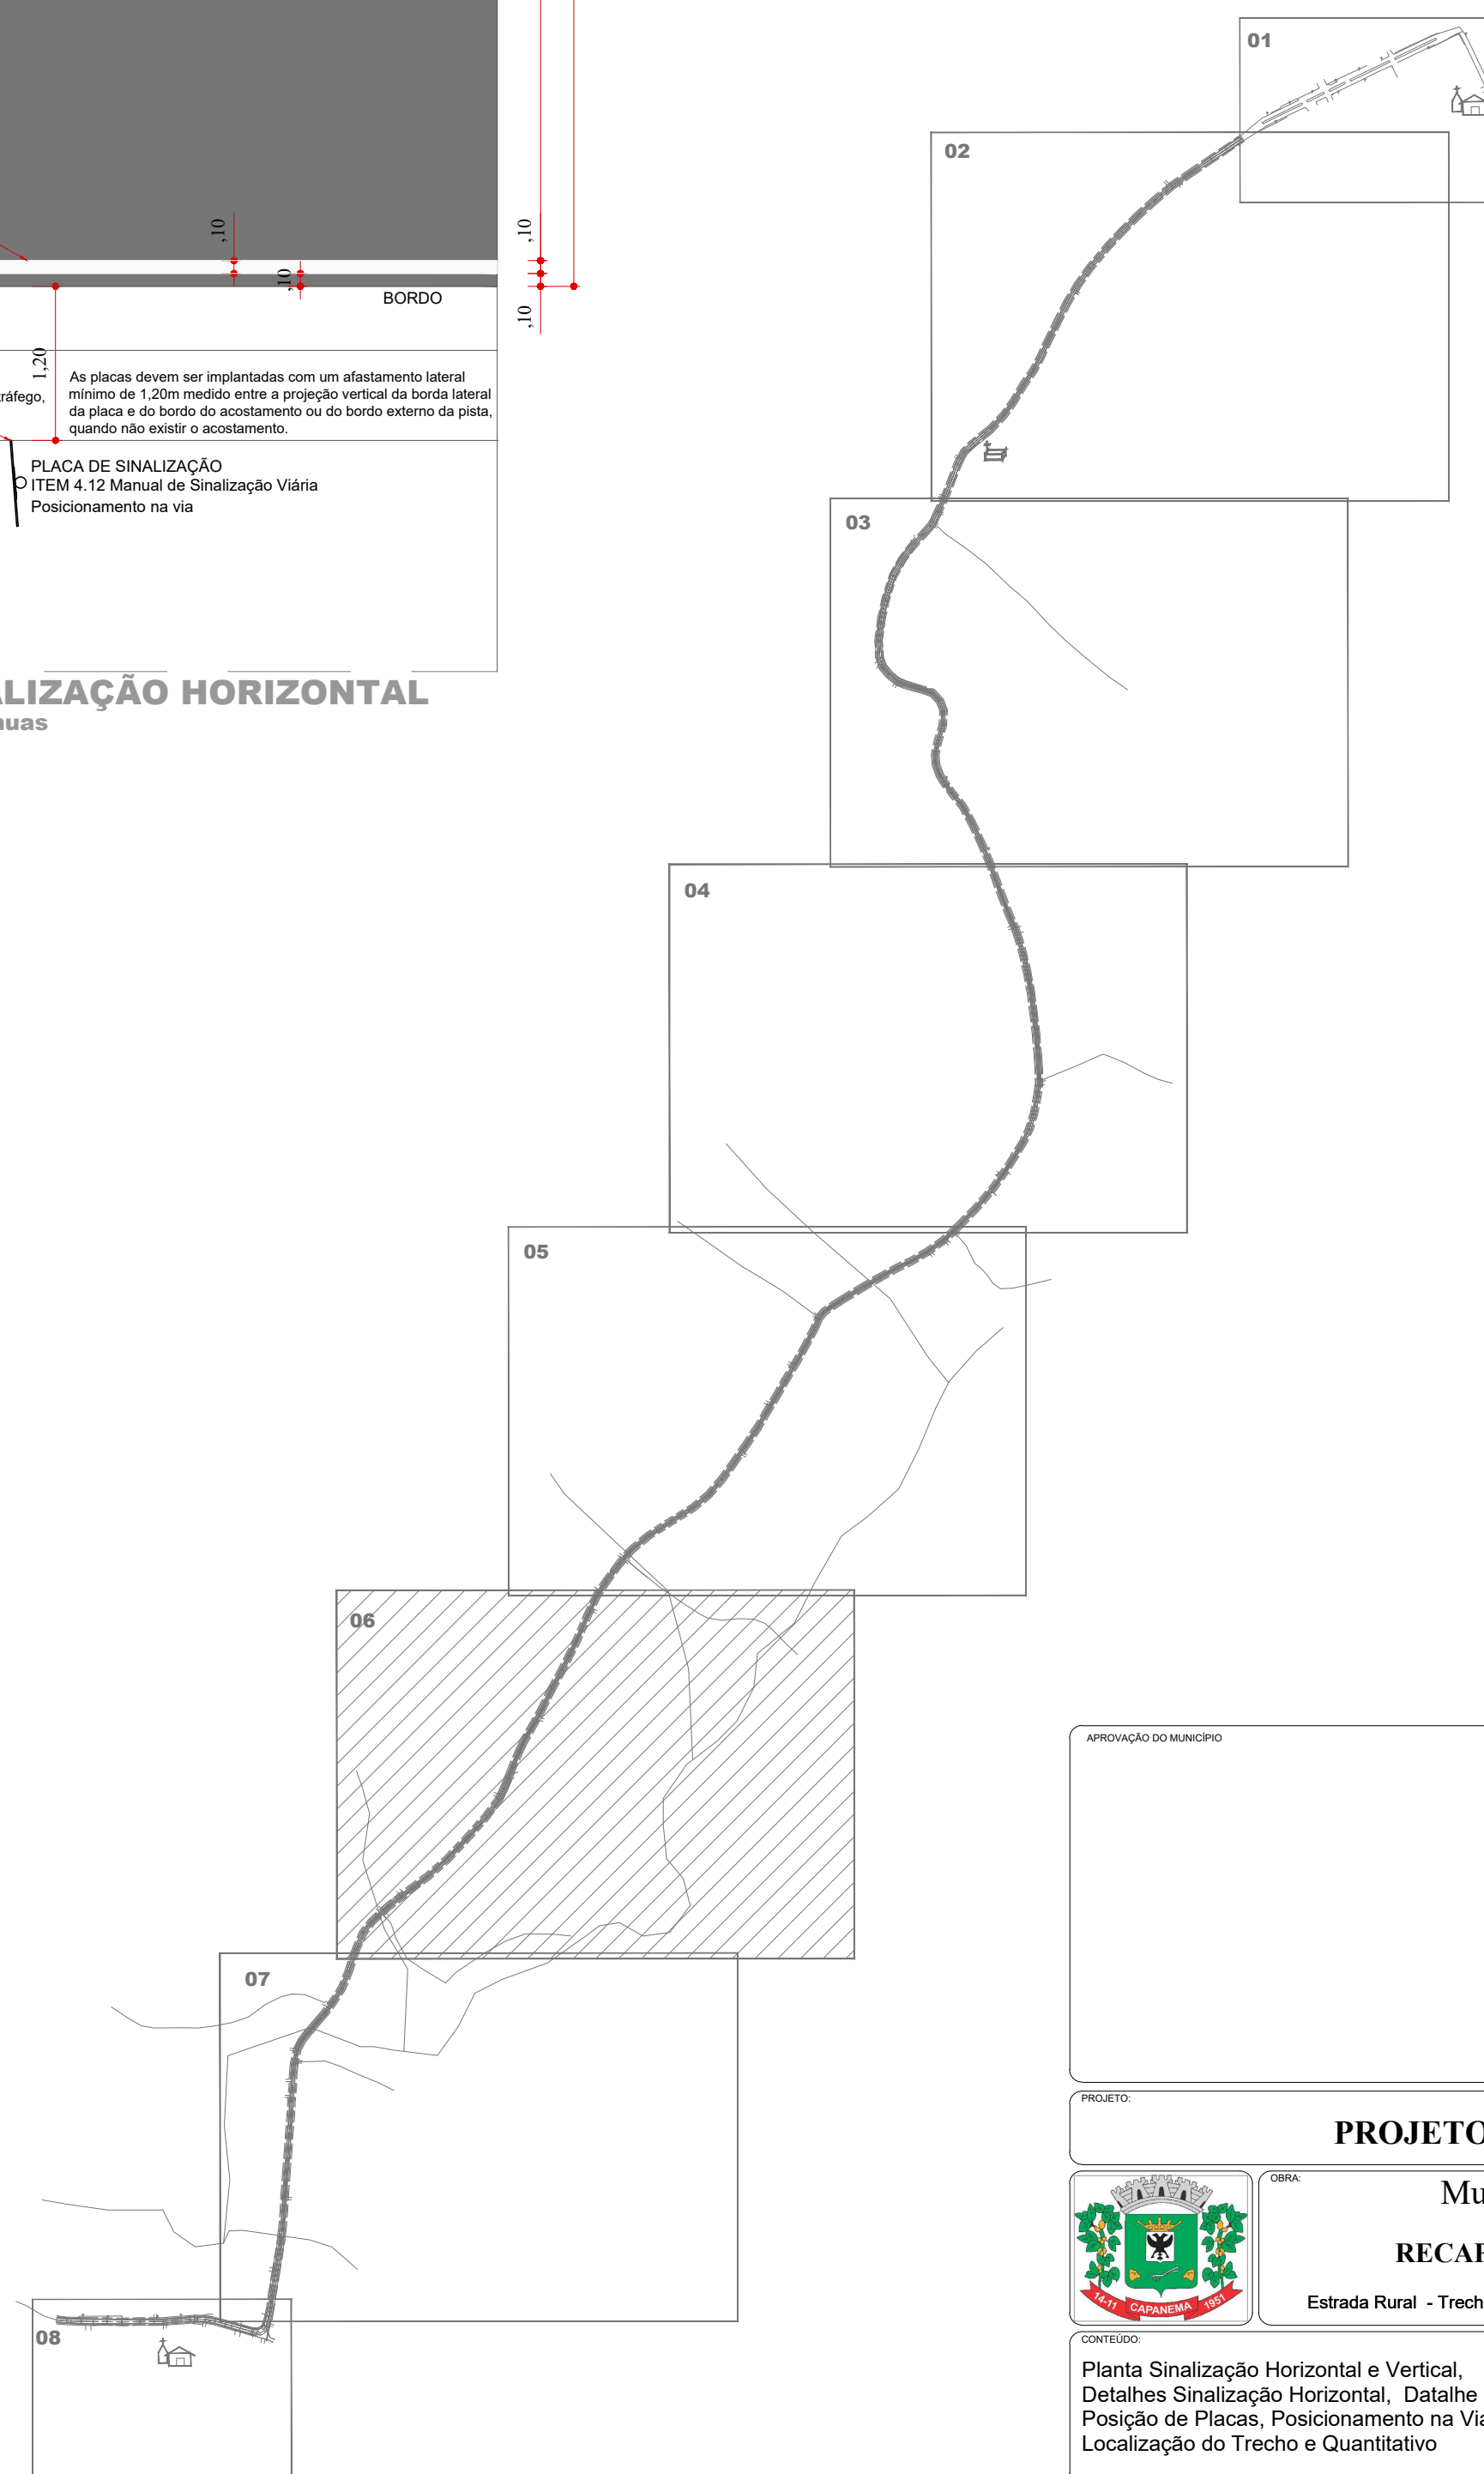 ,10
,10
,10
,10
BORDO
1,20
ráfego,
As placas devem ser implantadas com um afastamento lateral
mínimo de 1,20m medido entre a projeção vertical da borda lateral
da placa e do bordo do acostamento ou do bordo externo da pista,
quando não existir o acostamento.
PLACA DE SINALIZAÇÃO
ITEM 4.12 Manual de Sinalização Viária
Posicionamento na via
ALIZAÇÃO HORIZONTAL
nuas
01
02
03
04
05
06
07
08
APROVAÇÃO DO MUNICÍPIO
PROJETO:
PROJETO
OBRA:
Mu
RECAP
Estrada Rural - Trech
14-11 CAPANEMA 1951
CONTEÚDO:
Planta Sinalização Horizontal e Vertical,
Detalhes Sinalização Horizontal, Datalhe
Posição de Placas, Posicionamento na Via
Localização do Trecho e Quantitativo